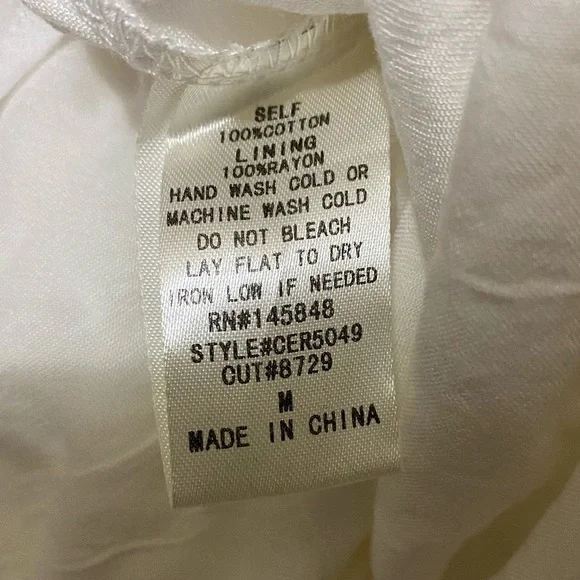 SELF
100%COTTON
LINING
100%RAYON
HAND WASH COLD OR
MACHINE WASH COLD
DO NOT BLEACH
LAY FLAT TO DRY
IRON LOW IF NEEDED
RN#145848
STYLE#CER5049
CUT#8729
M
MADE IN CHINA